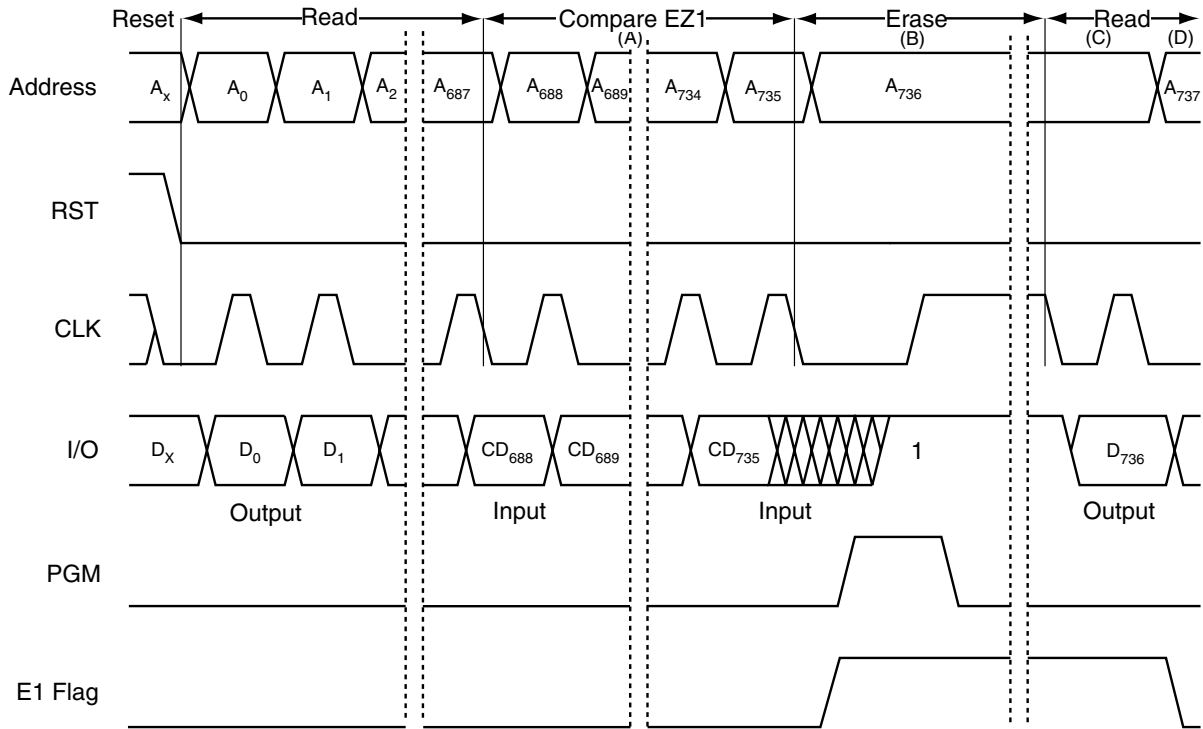 Reset Read Compare EZ1 Erase Read
(A) (B) (C) (D)
Address Ax A0 A1 A2 A687 A688 A689 A734 A735 A736 A737
RST
CLK
I/O DX D0 D1 CD688 CD689 CD735 1 D736
Output Input Input Output
PGM
E1 Flag